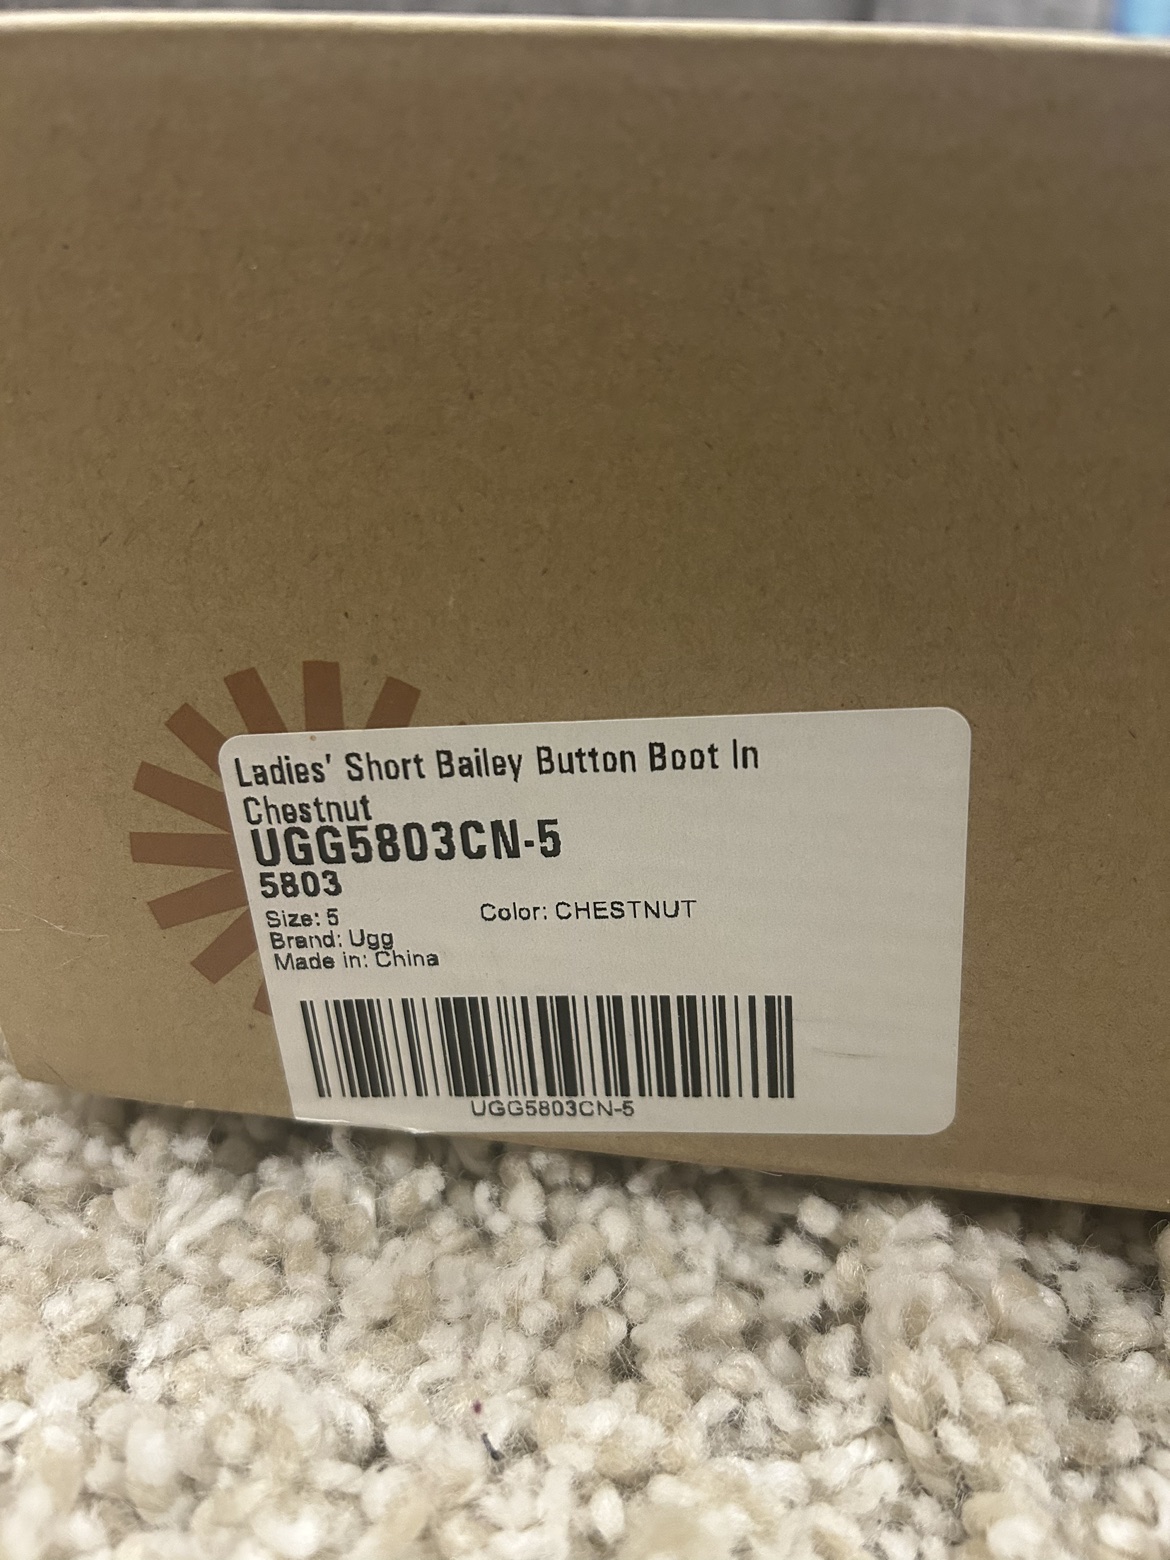 Ladies' Short Bailey Button Boot In
Chestnut
UGG5803CN-5
5803
Size: 5 Color: CHESTNUT
Brand: Ugg
Made in: China
UGG5803CN-5